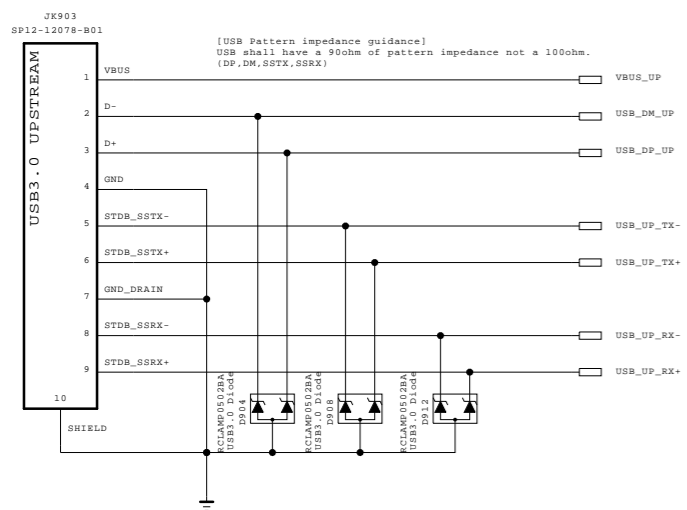 JK903
SP12-12078-B01
[USB Pattern impedance guidance]
USB shall have a 90ohm of pattern impedance not a 100ohm.
(DP,DM,SSTX,SSRX)
USB3.0 UPSTREAM
1 VBUS VBUS_UP
2 D- USB_DM_UP
3 D+ USB_DP_UP
4 GND
5 STDB_SSTX- USB_UP_TX-
6 STDB_SSTX+ USB_UP_TX+
7 GND_DRAIN
8 STDB_SSRX- USB_UP_RX-
9 STDB_SSRX+ USB_UP_RX+
10
SHIELD
RCLAMP0502BA
USB3.0 Diode
D904
RCLAMP0502BA
USB3.0 Diode
D908
RCLAMP0502BA
USB3.0 Diode
D912